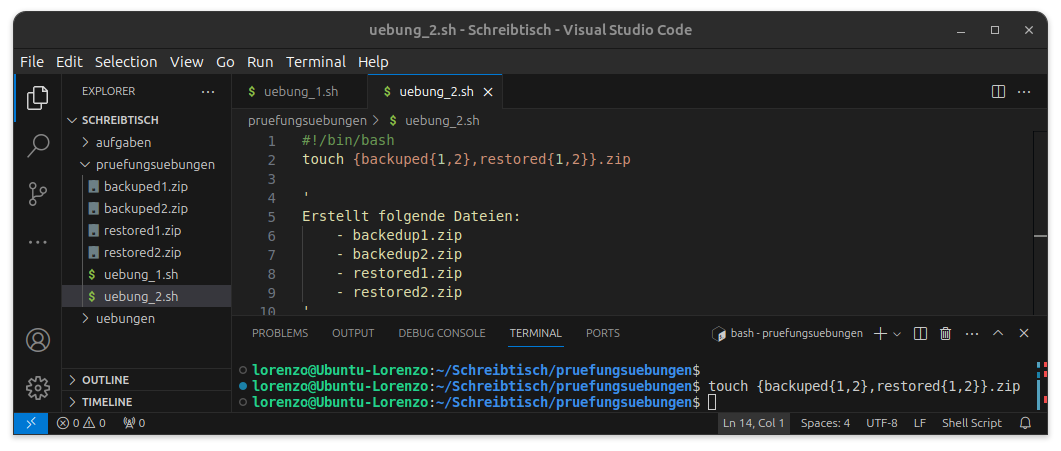 uebung_2.sh - Schreibtisch - Visual Studio Code
File Edit Selection View Go Run Terminal Help
EXPLORER
SCHREIBTISCH
aufgaben
pruefungsuebungen
backuped1.zip
backuped2.zip
restored1.zip
restored2.zip
$ uebung_1.sh
$ uebung_2.sh
uebungen
OUTLINE
TIMELINE
$ uebung_1.sh $ uebung_2.sh
pruefungsuebungen > $ uebung_2.sh
1 #!/bin/bash
2 touch {backuped{1,2},restored{1,2}}.zip
3
4 '
5 Erstellt folgende Dateien:
6 - backedup1.zip
7 - backedup2.zip
8 - restored1.zip
9 - restored2.zip
10 '
PROBLEMS OUTPUT DEBUG CONSOLE TERMINAL PORTS bash - pruefungsuebungen
lorenzo@Ubuntu-Lorenzo:~/Schreibtisch/pruefungsuebungen$
lorenzo@Ubuntu-Lorenzo:~/Schreibtisch/pruefungsuebungen$ touch {backuped{1,2},restored{1,2}}.zip
lorenzo@Ubuntu-Lorenzo:~/Schreibtisch/pruefungsuebungen$
0 0 0 Ln 14, Col 1 Spaces: 4 UTF-8 LF Shell Script